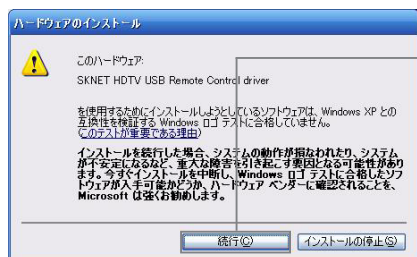 ハードウェアのインストール
このハードウェア:
SKNET HDTV USB Remote Control driver
を使用するためにインストールしようとしているソフトウェアは、Windows XP との
互換性を検証する Windows ロゴ テストに合格していません。
(このテストが重要である理由)
インストールを続行した場合、システムの動作が損なわれたり、システム
が不安定になるなど、重大な障害を引き起こす要因となる可能性があり
ます。今すぐインストールを中断し、Windows ロゴ テストに合格したソフ
トウェアが入手可能かどうか、ハードウェア ベンダーに確認されることを、
Microsoft は強くお勧めします。
続行(C)
インストールの停止(S)